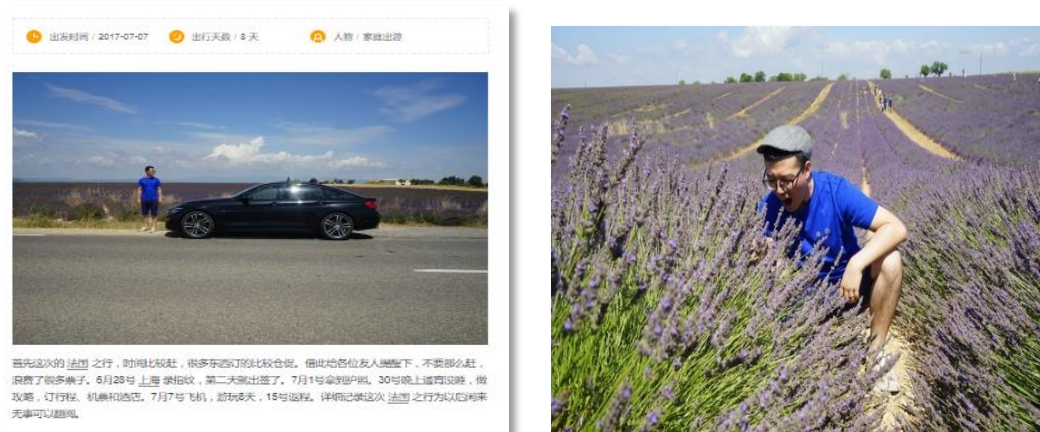 出发时间 / 2017-07-07 出行天数 / 8 天 人物 / 家庭出游
首先这次的 法国 之行，时间比较赶，很多东西订的比较仓促。借此给各位友人提醒下，不要那么赶，
浪费了很多票子。6月28号 上海 录指纹，第二天就出签了。7月1号拿到护照。30号晚上通宵没睡，做
攻略，订行程、机票和酒店。7月7号飞机，游玩8天，15号返程。详细记录这次 法国 之行为以后闲来
无事可以翻阅。